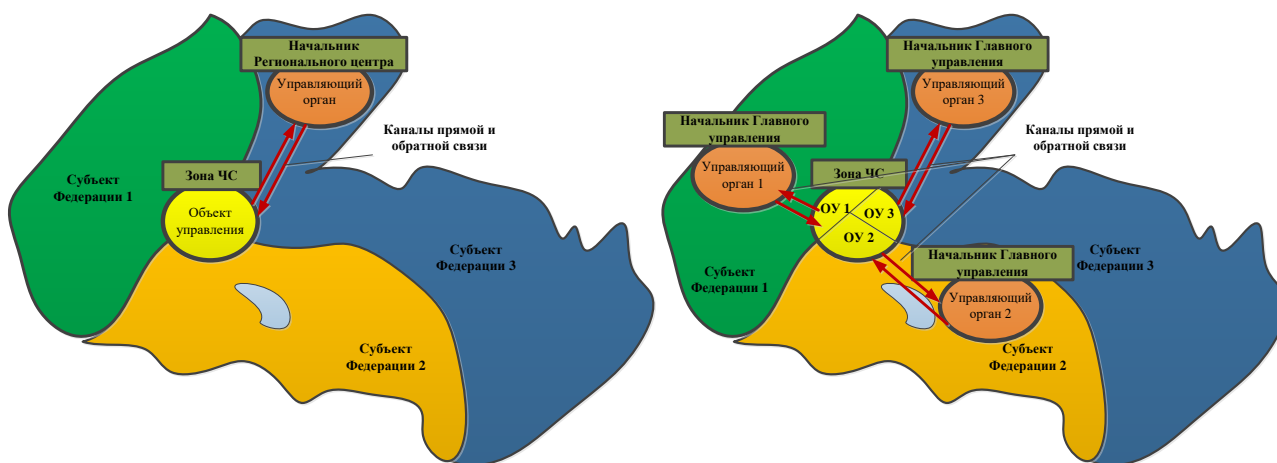 Начальник
Регионального центра
Управляющий
орган
Каналы прямой и
обратной связи
Субъект
Федерации 1
Зона ЧС
Объект
управления
Субъект
Федерации 3
Субъект
Федерации 2
Начальник Главного
управления
Управляющий
орган 3
Начальник Главного
управления
Управляющий
орган 1
Каналы прямой и
обратной связи
Зона ЧС
ОУ 1
ОУ 3
ОУ 2
Субъект
Федерации 1
Начальник Главного
управления
Управляющий
орган 2
Субъект
Федерации 3
Субъект
Федерации 2